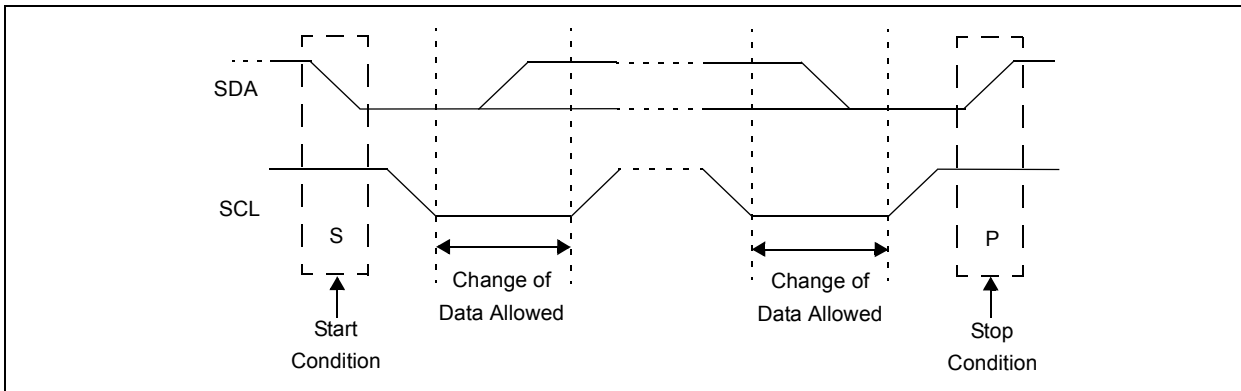 SDA
SCL
S
P
Change of
Data Allowed
Change of
Data Allowed
Start
Condition
Stop
Condition